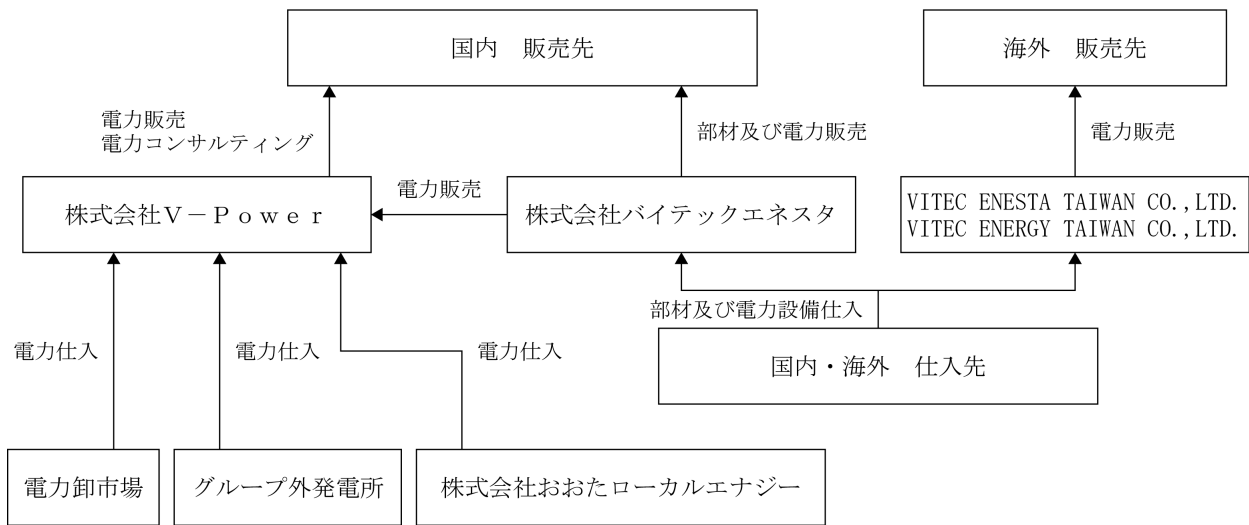 国内　販売先
海外　販売先
電力販売
電力コンサルティング
部材及び電力販売
電力販売
株式会社Ｖ－Ｐｏｗｅｒ
電力販売
株式会社バイテックエネスタ
VITEC ENESTA TAIWAN CO.,LTD.
VITEC ENERGY TAIWAN CO.,LTD.
部材及び電力設備仕入
電力仕入
電力仕入
電力仕入
国内・海外　仕入先
電力卸市場
グループ外発電所
株式会社おおたローカルエナジー